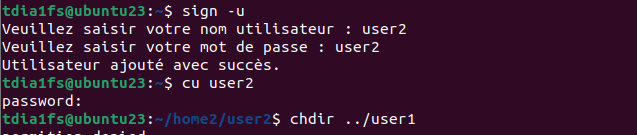 tdia1fs@ubuntu23:~$ sign -u
Veuillez saisir votre nom utilisateur : user2
Veuillez saisir votre mot de passe : user2
Utilisateur ajouté avec succès.
tdia1fs@ubuntu23:~$ cu user2
password:
tdia1fs@ubuntu23:~/home2/user2$ chdir ../user1